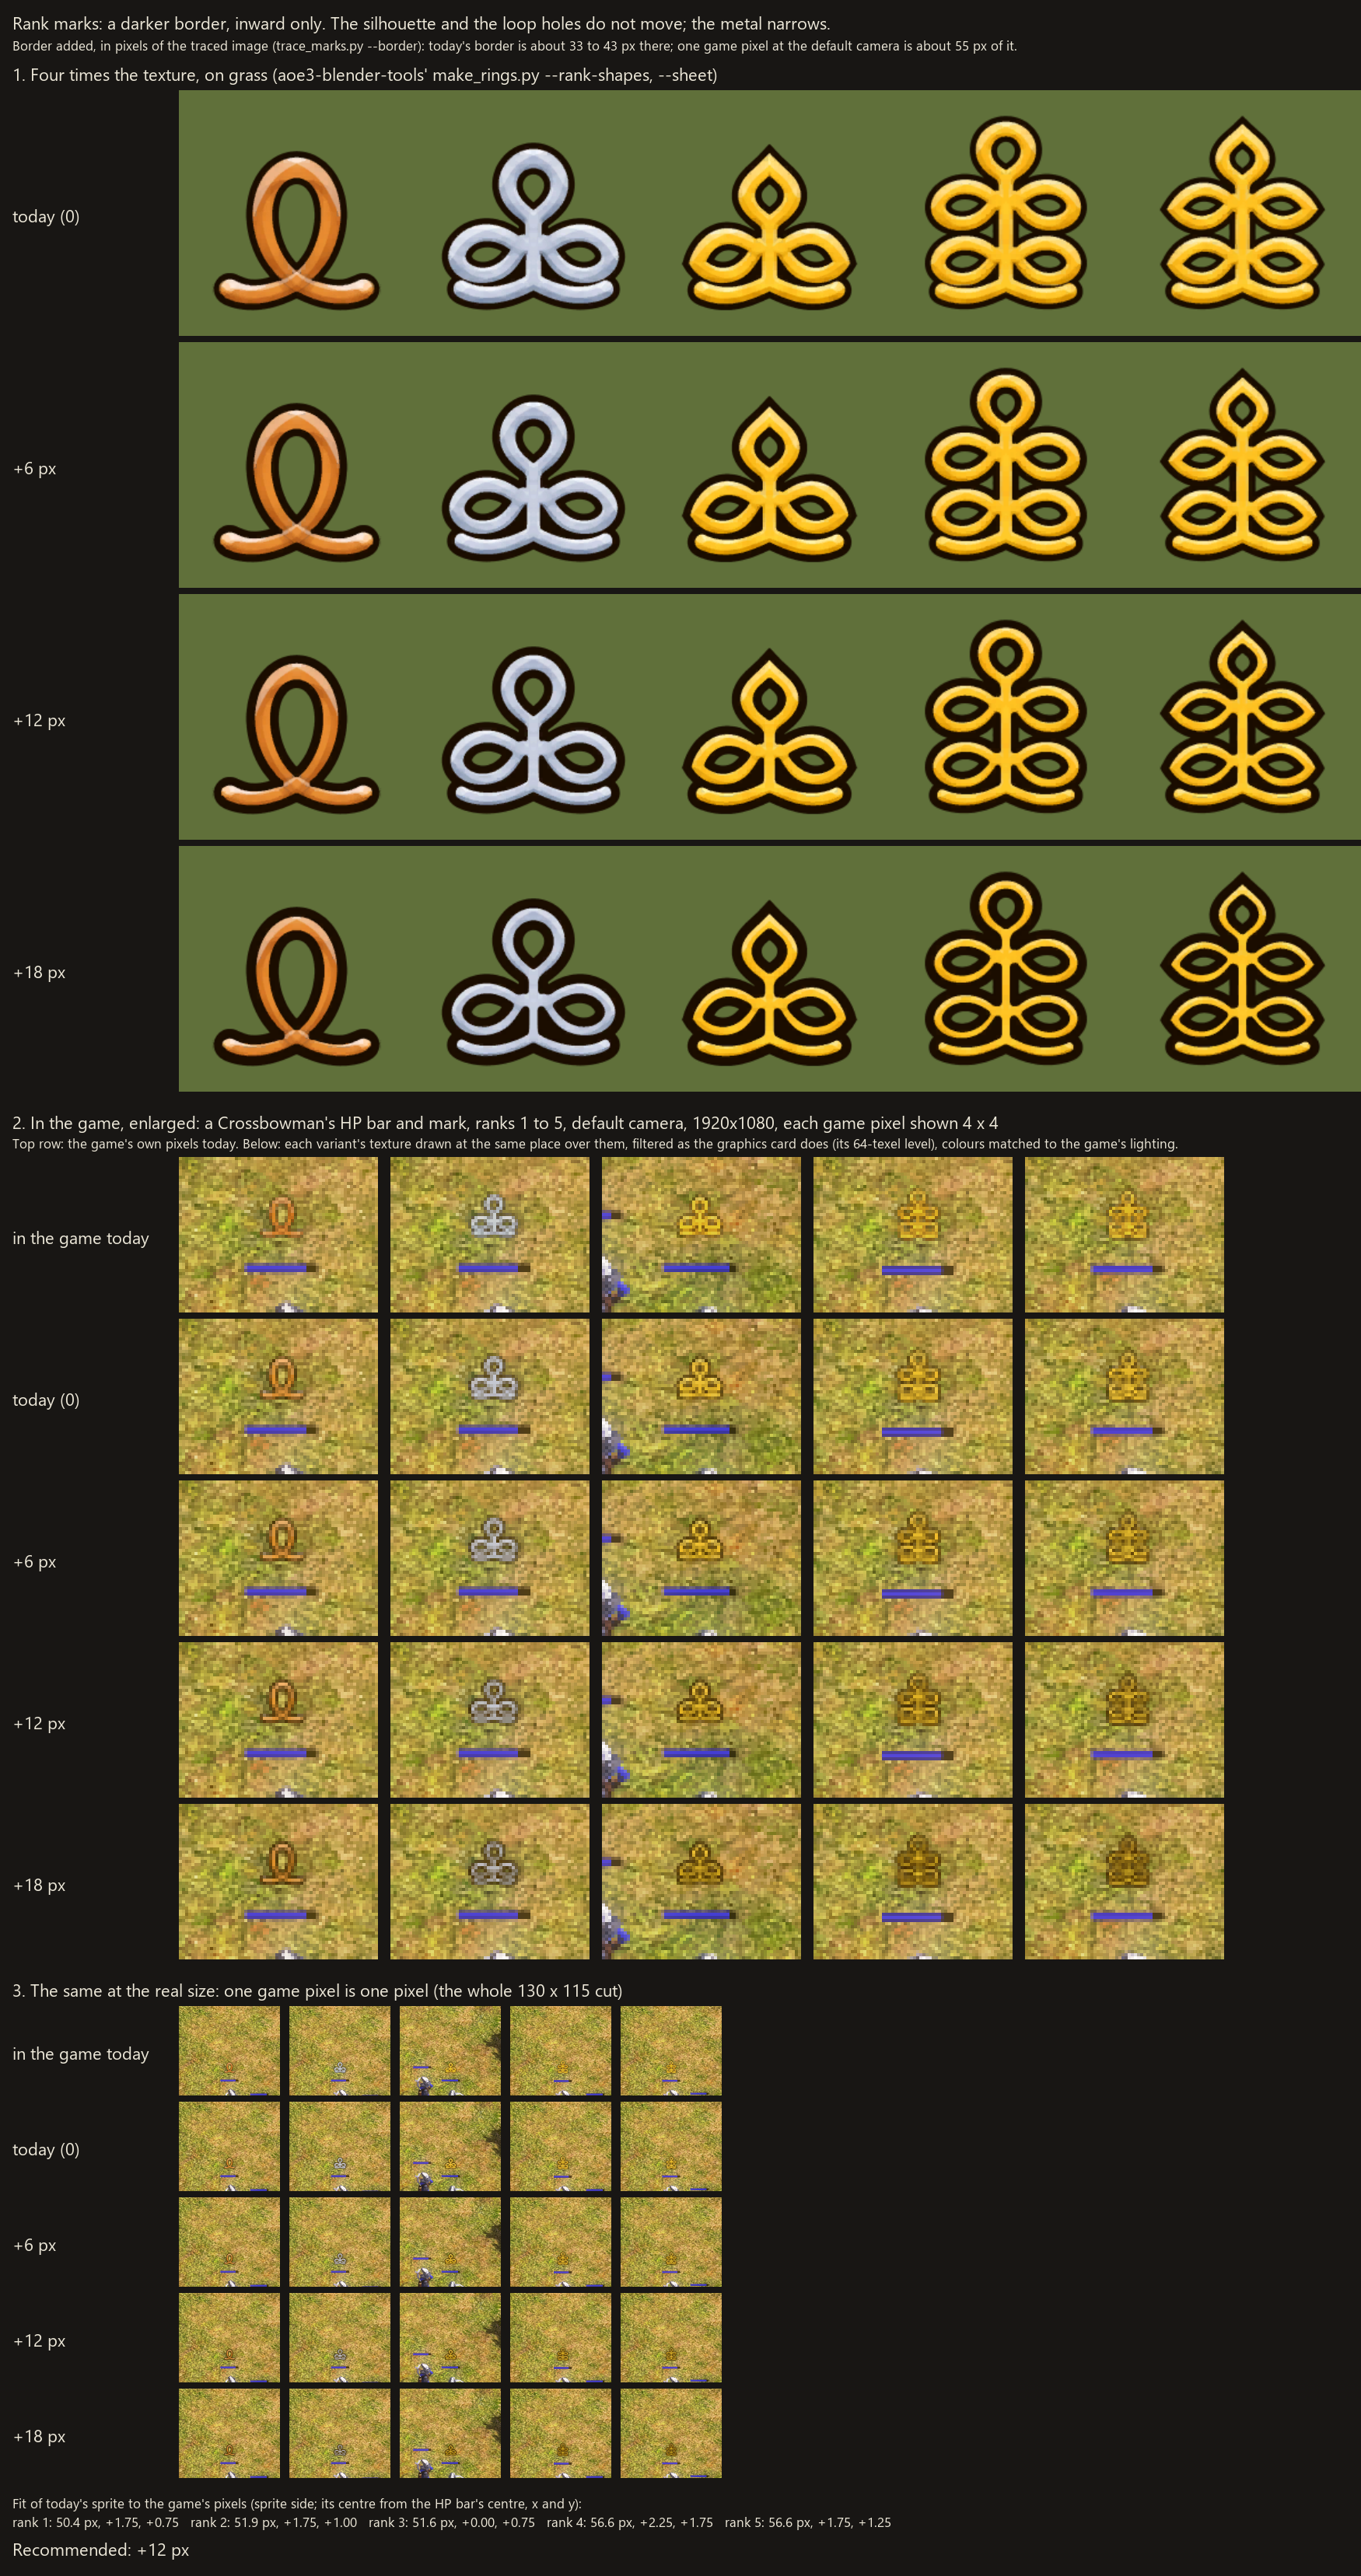 Rank marks: a darker border, inward only. The silhouette and the loop holes do not move; the metal narrows.
Border added, in pixels of the traced image (trace_marks.py --border): today's border is about 33 to 43 px there; one game pixel at the default camera is about 55 px of it.
1. Four times the texture, on grass (aoe3-blender-tools' make_rings.py --rank-shapes, --sheet)
today (0)
+6 px
+12 px
+18 px
2. In the game, enlarged: a Crossbowman's HP bar and mark, ranks 1 to 5, default camera, 1920x1080, each game pixel shown 4 x 4
Top row: the game's own pixels today. Below: each variant's texture drawn at the same place over them, filtered as the graphics card does (its 64-texel level), colours matched to the game's lighting.
in the game today
today (0)
+6 px
+12 px
+18 px
3. The same at the real size: one game pixel is one pixel (the whole 130 x 115 cut)
in the game today
today (0)
+6 px
+12 px
+18 px
Fit of today's sprite to the game's pixels (sprite side; its centre from the HP bar's centre, x and y):
rank 1: 50.4 px, +1.75, +0.75 rank 2: 51.9 px, +1.75, +1.00 rank 3: 51.6 px, +0.00, +0.75 rank 4: 56.6 px, +2.25, +1.75 rank 5: 56.6 px, +1.75, +1.25
Recommended: +12 px